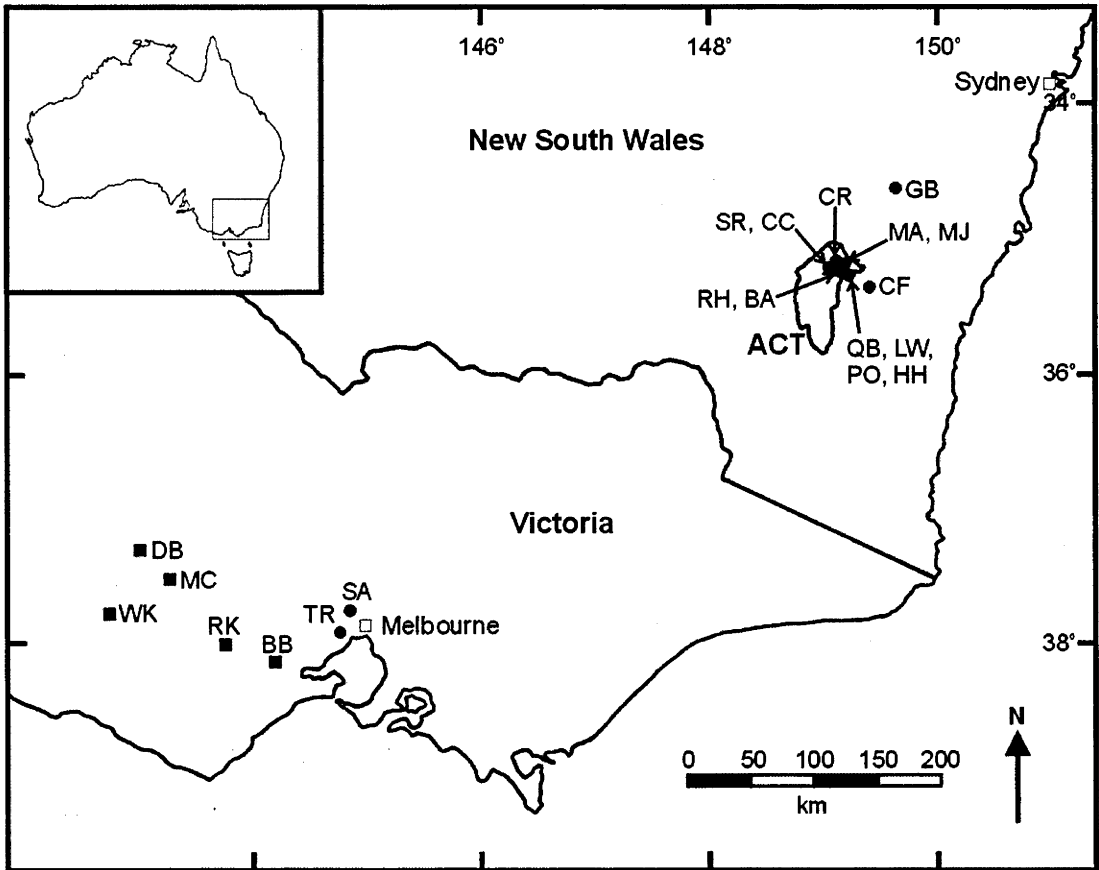 146°
148°
150°
Sydney
34°
New South Wales
GB
CR
SR, CC
MA, MJ
CF
RH, BA
ACT
QB, LW,
PO, HH
36°
Victoria
DB
MC
WK
SA
TR
Melbourne
RK
BB
38°
N
0 50 100 150 200
km